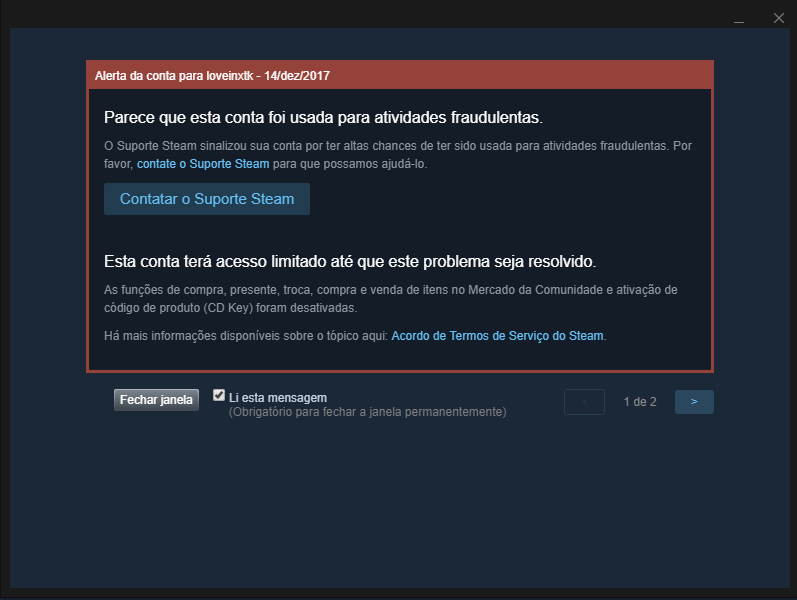 Alerta da conta para loveinxtk - 14/dez/2017
Parece que esta conta foi usada para atividades fraudulentas.
O Suporte Steam sinalizou sua conta por ter altas chances de ter sido usada para atividades fraudulentas. Por
favor, contate o Suporte Steam para que possamos ajudá-lo.
Contatar o Suporte Steam
Esta conta terá acesso limitado até que este problema seja resolvido.
As funções de compra, presente, troca, compra e venda de itens no Mercado da Comunidade e ativação de
código de produto (CD Key) foram desativadas.
Há mais informações disponíveis sobre o tópico aqui: Acordo de Termos de Serviço do Steam.
Fechar janela
Li esta mensagem
(Obrigatório para fechar a janela permanentemente)
< 1 de 2 >